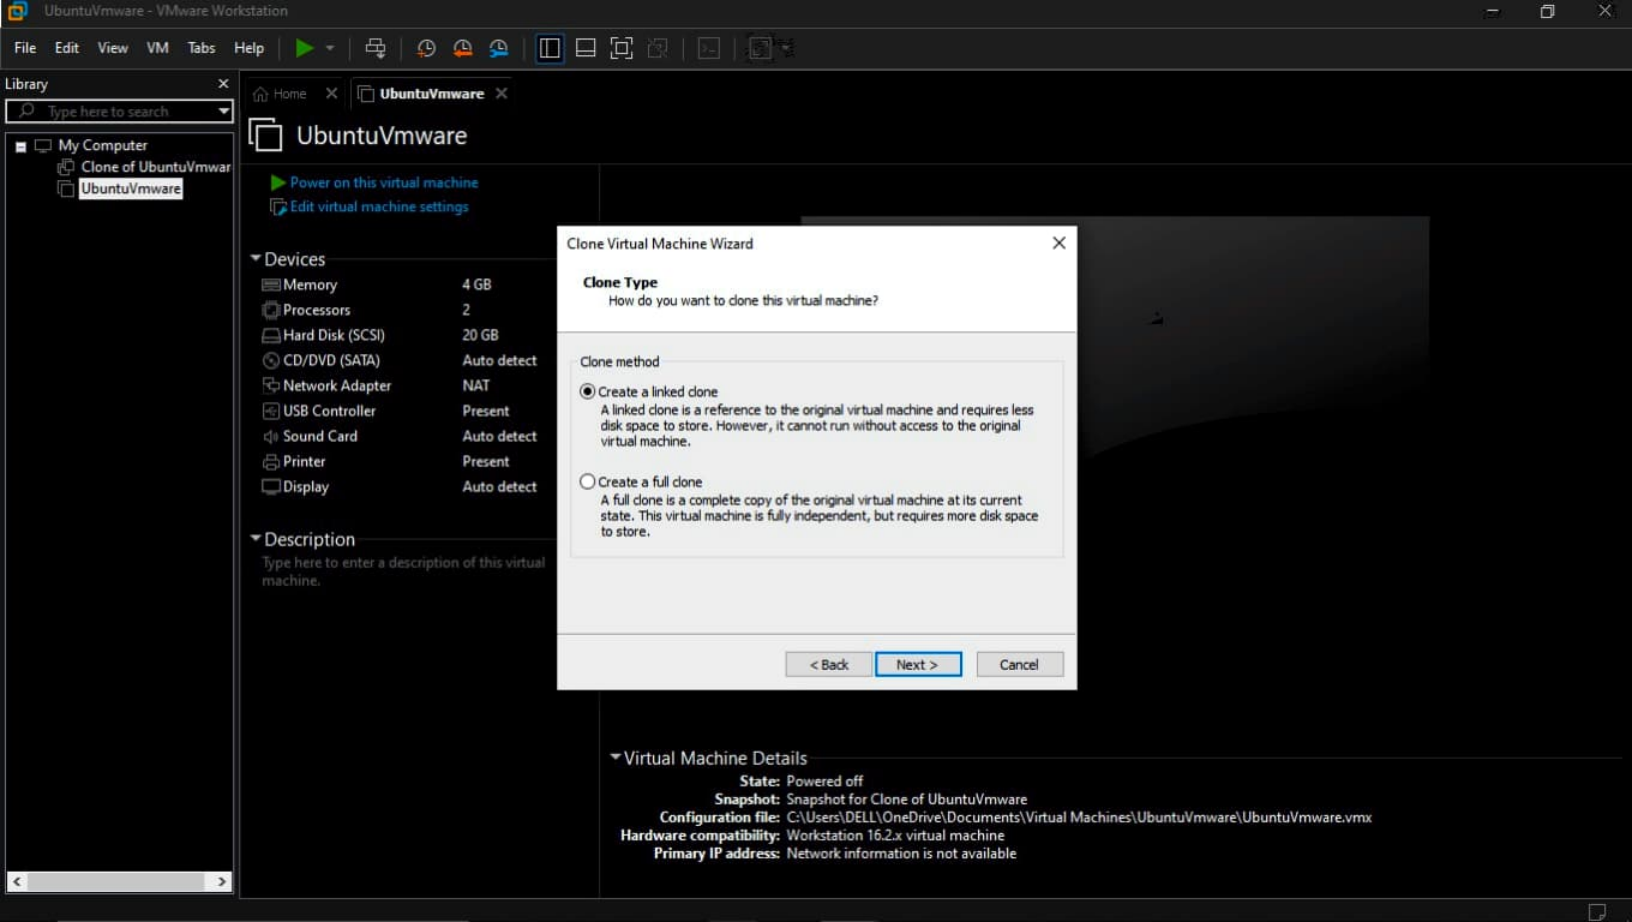 UbuntuVmware - VMware Workstation
File Edit View VM Tabs Help
Library
Type here to search
My Computer
Clone of UbuntuVmwar
UbuntuVmware
Home UbuntuVmware
UbuntuVmware
Power on this virtual machine
Edit virtual machine settings
Devices
Memory 4 GB
Processors 2
Hard Disk (SCSI) 20 GB
CD/DVD (SATA) Auto detect
Network Adapter NAT
USB Controller Present
Sound Card Auto detect
Printer Present
Display Auto detect
Description
Type here to enter a description of this virtual
machine.
Clone Virtual Machine Wizard
Clone Type
How do you want to clone this virtual machine?
Clone method
Create a linked clone
A linked clone is a reference to the original virtual machine and requires less
disk space to store. However, it cannot run without access to the original
virtual machine.
Create a full clone
A full clone is a complete copy of the original virtual machine at its current
state. This virtual machine is fully independent, but requires more disk space
to store.
< Back Next > Cancel
Virtual Machine Details
State: Powered off
Snapshot: Snapshot for Clone of UbuntuVmware
Configuration file: C:\Users\DELL\OneDrive\Documents\Virtual Machines\UbuntuVmware\UbuntuVmware.vmx
Hardware compatibility: Workstation 16.2.x virtual machine
Primary IP address: Network information is not available